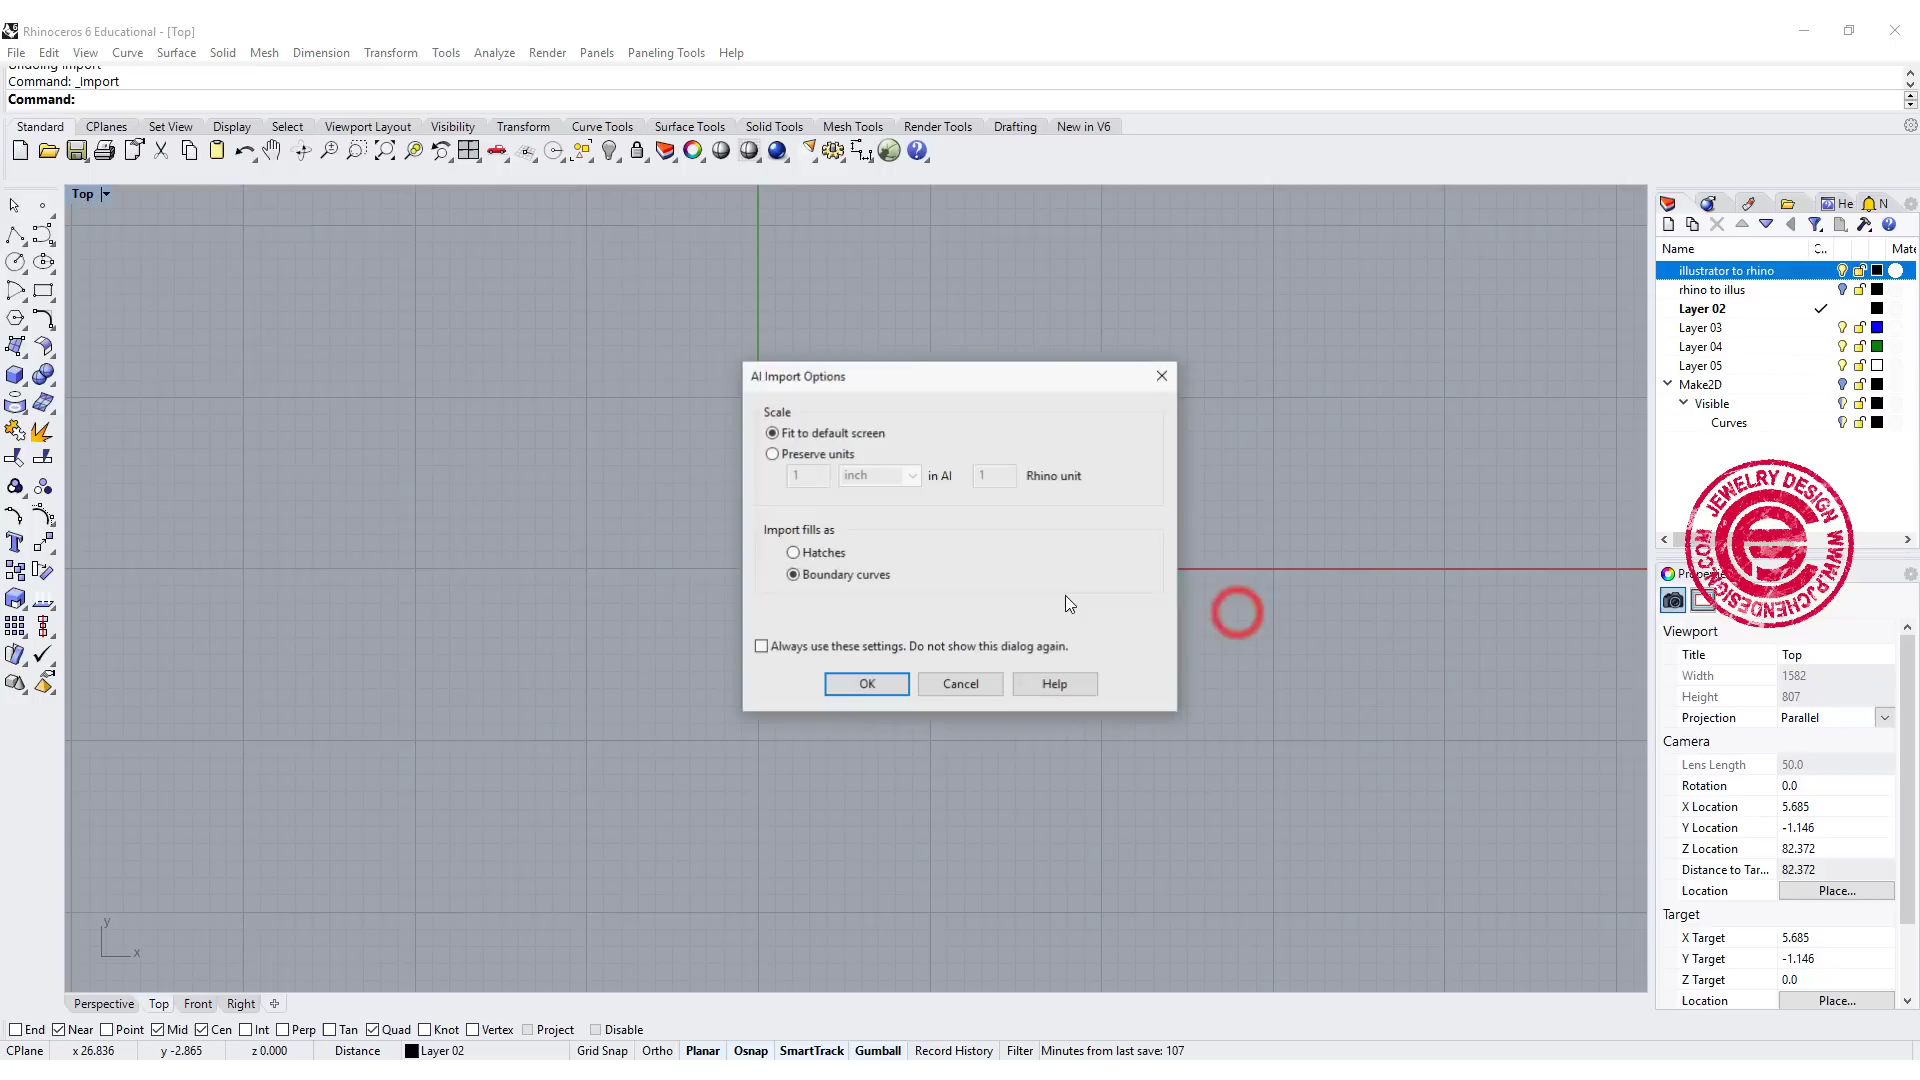 Rhinoceros 6 Educational - [Top]
File Edit View Curve Surface Solid Mesh Dimension Transform Tools Analyze Render Panels Paneling Tools Help
Undoing Import
Command: _Import
Command:
Standard CPlanes Set View Display Select Viewport Layout Visibility Transform Curve Tools Surface Tools Solid Tools Mesh Tools Render Tools Drafting New in V6
Top
He N
Name C.. Mate
illustrator to rhino
rhino to illus
Layer 02
Layer 03
Layer 04
Layer 05
Make2D
Visible
Curves
AI Import Options
Scale
Fit to default screen
Preserve units
1 inch in AI 1 Rhino unit
Import fills as
Hatches
Boundary curves
Always use these settings. Do not show this dialog again.
OK Cancel Help
JEWELRY DESIGN
WWW.PJCHENDESIGN.COM
Viewport
Title Top
Width 1582
Height 807
Projection Parallel
Camera
Lens Length 50.0
Rotation 0.0
X Location 5.685
Y Location -1.146
Z Location 82.372
Distance to Tar... 82.372
Location Place...
Target
X Target 5.685
Y Target -1.146
Z Target 0.0
Location Place...
y
x
Perspective Top Front Right
End Near Point Mid Cen Int Perp Tan Quad Knot Vertex Project Disable
CPlane x 26.836 y -2.865 z 0.000 Distance Layer 02 Grid Snap Ortho Planar Osnap SmartTrack Gumball Record History Filter Minutes from last save: 107